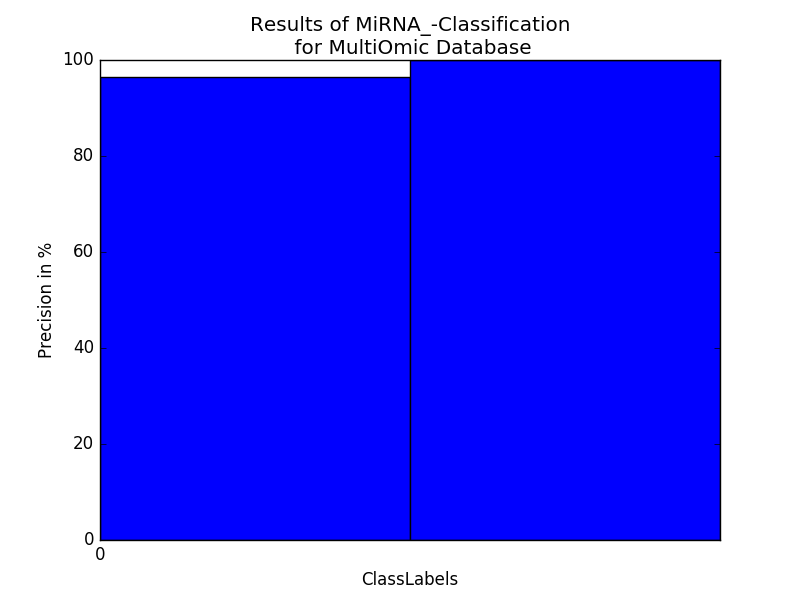 Results of MiRNA_-Classification
for MultiOmic Database
100
80
60
40
20
0
0
Precision in %
ClassLabels